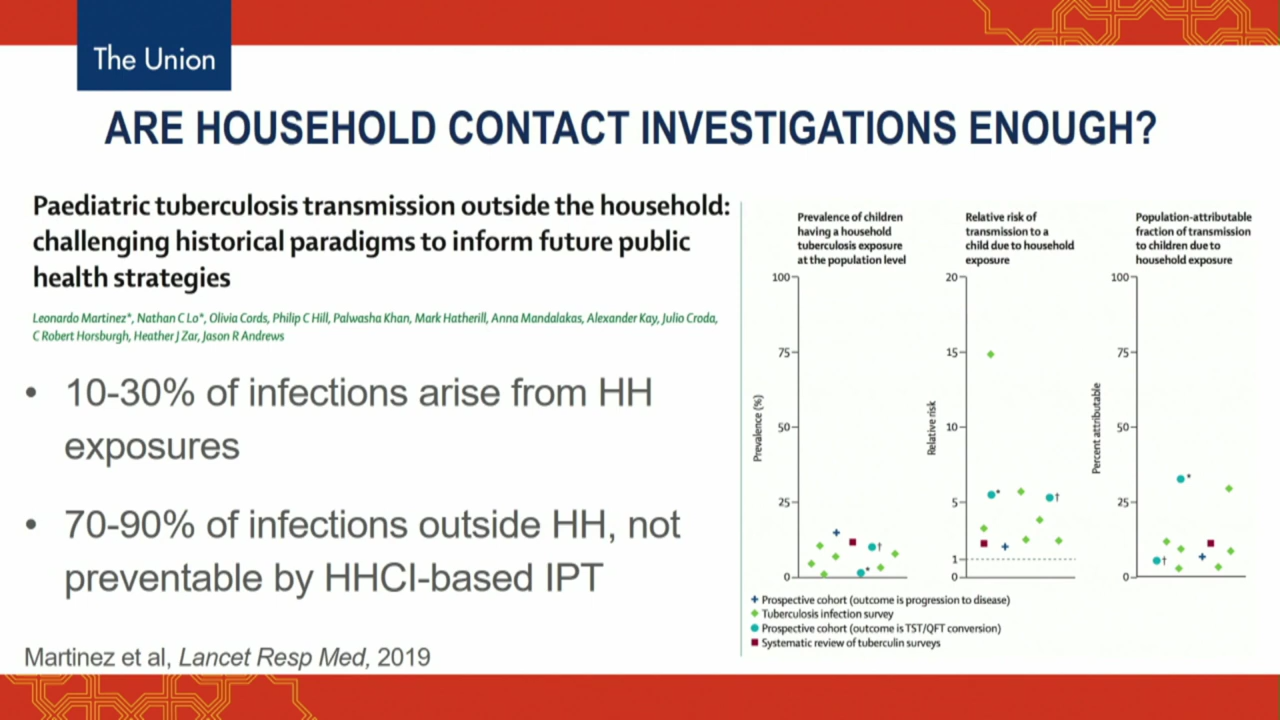 The Union
ARE HOUSEHOLD CONTACT INVESTIGATIONS ENOUGH?
Paediatric tuberculosis transmission outside the household:
challenging historical paradigms to inform future public
health strategies
Leonardo Martinez*, Nathan C Lo*, Olivia Cords, Philip C Hill, Palwasha Khan, Mark Hatherill, Anna Mandalakas, Alexander Kay, Julio Croda,
C Robert Horsburgh, Heather J Zar, Jason R Andrews
• 10-30% of infections arise from HH
exposures
• 70-90% of infections outside HH, not
preventable by HHCI-based IPT
Martinez et al, Lancet Resp Med, 2019
Prevalence of children
having a household
tuberculosis exposure
at the population level
100
75
50
25
0
Prevalence (%)
*
†
Relative risk of
transmission to a
child due to household
exposure
20
15
10
5
1
0
Relative risk
*
†
Population-attributable
fraction of transmission
to children due to
household exposure
100
75
50
25
0
Percent attributable
*
†
Prospective cohort (outcome is progression to disease)
Tuberculosis infection survey
Prospective cohort (outcome is TST/QFT conversion)
Systematic review of tuberculin surveys